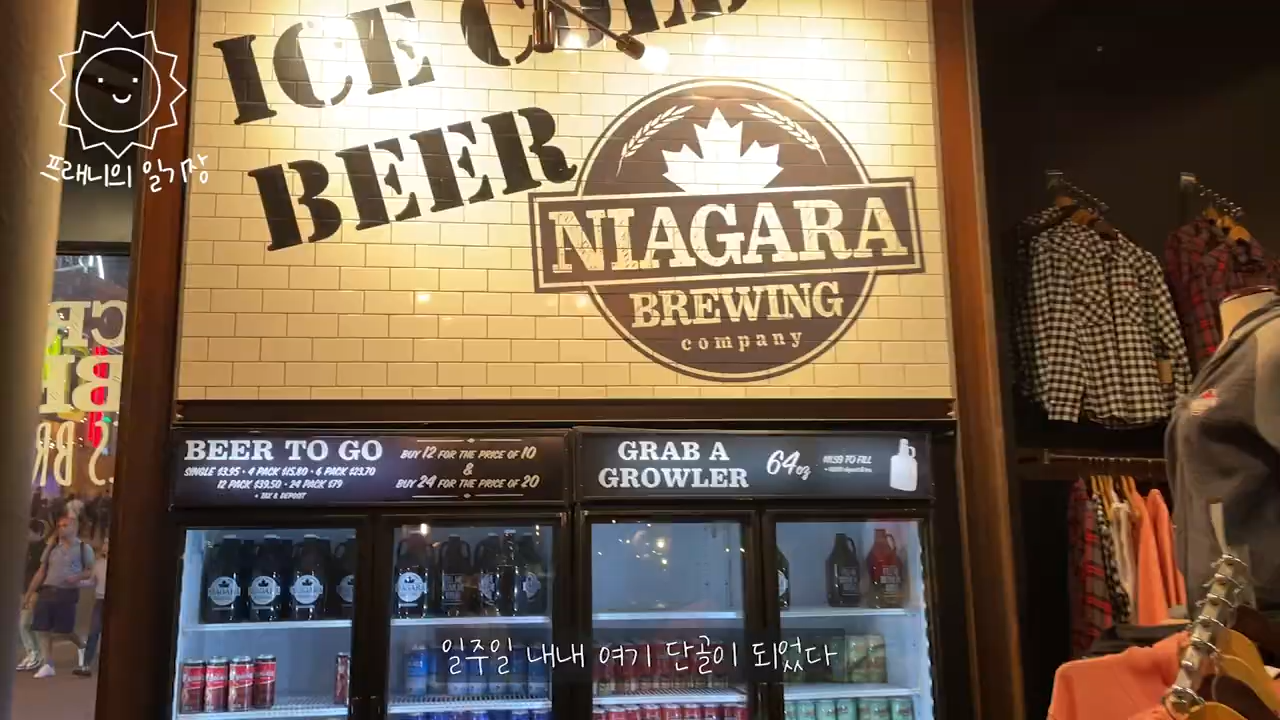 프래니의 일기장
ICE COLD
BEER
NIAGARA
BREWING
company
BEER TO GO
SINGLE $3.95 • 4 PACK $15.80 • 6 PACK $23.70
12 PACK $39.50 • 24 PACK $79
+ TAX & DEPOSIT
BUY 12 FOR THE PRICE OF 10
&
BUY 24 FOR THE PRICE OF 20
GRAB A
GROWLER
64oz
NIAGARA
일주일 내내 여기 단골이 되었다